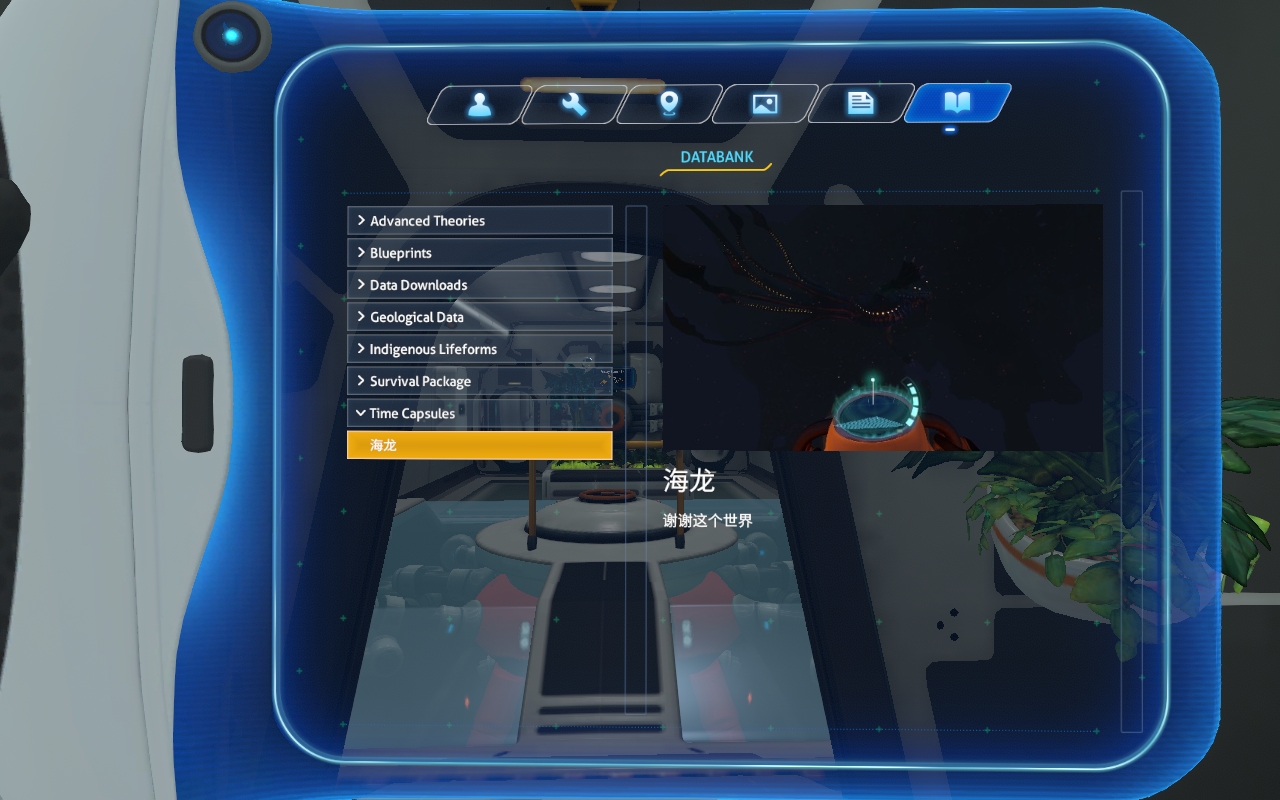 DATABANK
Advanced Theories
Blueprints
Data Downloads
Geological Data
Indigenous Lifeforms
Survival Package
Time Capsules
海龙
海龙
谢谢这个世界